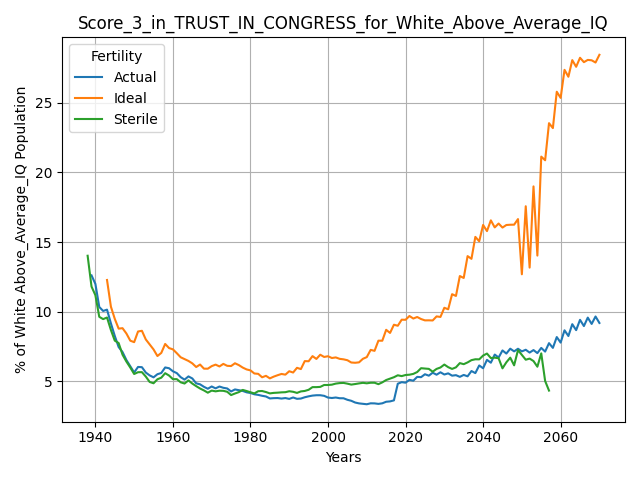 Score_3_in_TRUST_IN_CONGRESS_for_White_Above_Average_IQ
Fertility
Actual
Ideal
Sterile
% of White Above_Average_IQ Population
25
20
15
10
5
1940 1960 1980 2000 2020 2040 2060
Years